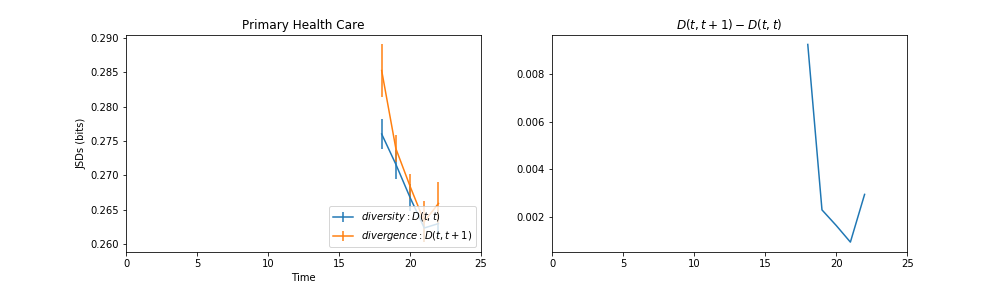 Primary Health Care
0.290
0.285
0.280
0.275
0.270
0.265
0.260
JSDs (bits)
diversity: D(t, t)
divergence: D(t, t + 1)
0 5 10 15 20 25
Time
D(t, t + 1) − D(t, t)
0.008
0.006
0.004
0.002
0 5 10 15 20 25